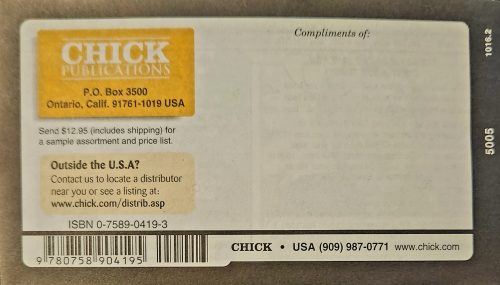 CHICK
PUBLICATIONS
P.O. Box 3500
Ontario, Calif. 91761-1019 USA
Send $12.95 (includes shipping) for
a sample assortment and price list.
Outside the U.S.A?
Contact us to locate a distributor
near you or see a listing at:
www.chick.com/distrib.asp
ISBN 0-7589-0419-3
9 780758 904195
Compliments of:
CHICK • USA (909) 987-0771 www.chick.com
1016.2
5005